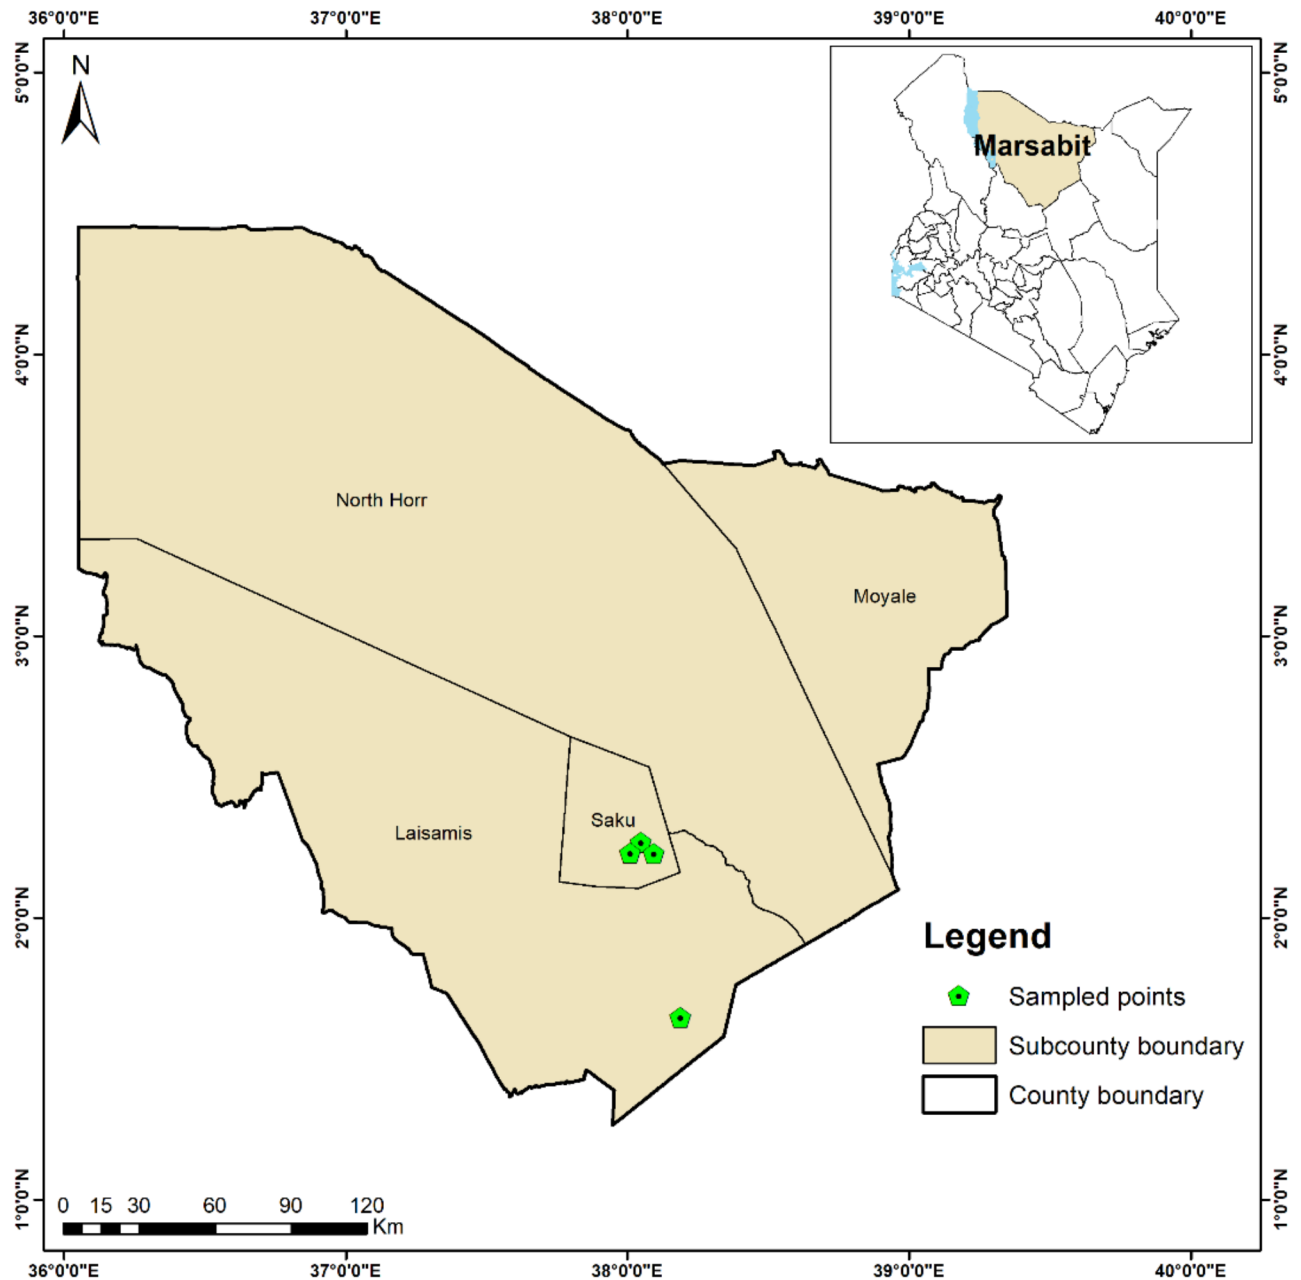 36°0'0"E 37°0'0"E 38°0'0"E 39°0'0"E 40°0'0"E
N
5°0'0"N
5°0'0"N
Marsabit
4°0'0"N
4°0'0"N
North Horr
Moyale
3°0'0"N
3°0'0"N
Saku
Laisamis
2°0'0"N
2°0'0"N
Legend
Sampled points
Subcounty boundary
County boundary
1°0'0"N
1°0'0"N
0 15 30 60 90 120
Km
36°0'0"E 37°0'0"E 38°0'0"E 39°0'0"E 40°0'0"E